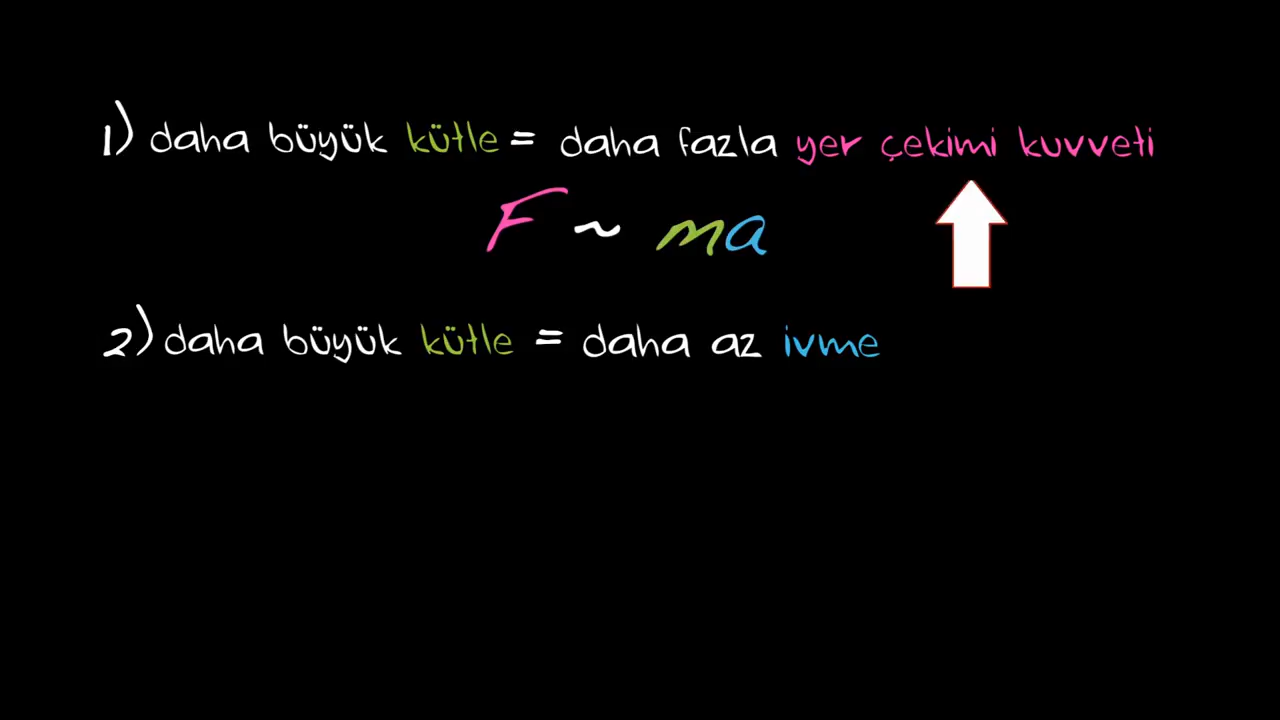 1) daha büyük kütle = daha fazla yer çekimi kuvveti
F ~ ma
2) daha büyük kütle = daha az ivme